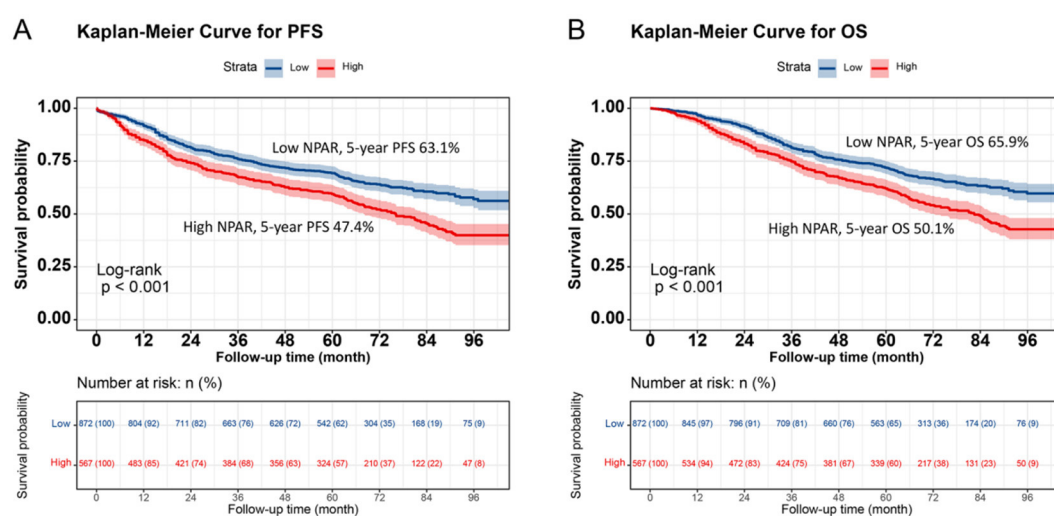 A
Kaplan-Meier Curve for PFS
Strata Low High
Survival probability
1.00
0.75
0.50
0.25
0.00
Low NPAR, 5-year PFS 63.1%
High NPAR, 5-year PFS 47.4%
Log-rank
p < 0.001
0 12 24 36 48 60 72 84 96
Follow-up time (month)
Number at risk: n (%)
Survival probability
Low 872 (100) 804 (92) 711 (82) 663 (76) 626 (72) 542 (62) 304 (35) 168 (19) 75 (9)
High 567 (100) 483 (85) 421 (74) 384 (68) 356 (63) 324 (57) 210 (37) 122 (22) 47 (8)
0 12 24 36 48 60 72 84 96
Follow-up time (month)
B
Kaplan-Meier Curve for OS
Strata Low High
Survival probability
1.00
0.75
0.50
0.25
0.00
Low NPAR, 5-year OS 65.9%
High NPAR, 5-year OS 50.1%
Log-rank
p < 0.001
0 12 24 36 48 60 72 84 96
Follow-up time (month)
Number at risk: n (%)
Survival probability
Low 872 (100) 845 (97) 796 (91) 709 (81) 660 (76) 563 (65) 313 (36) 174 (20) 76 (9)
High 567 (100) 534 (94) 472 (83) 424 (75) 381 (67) 339 (60) 217 (38) 131 (23) 50 (9)
0 12 24 36 48 60 72 84 96
Follow-up time (month)